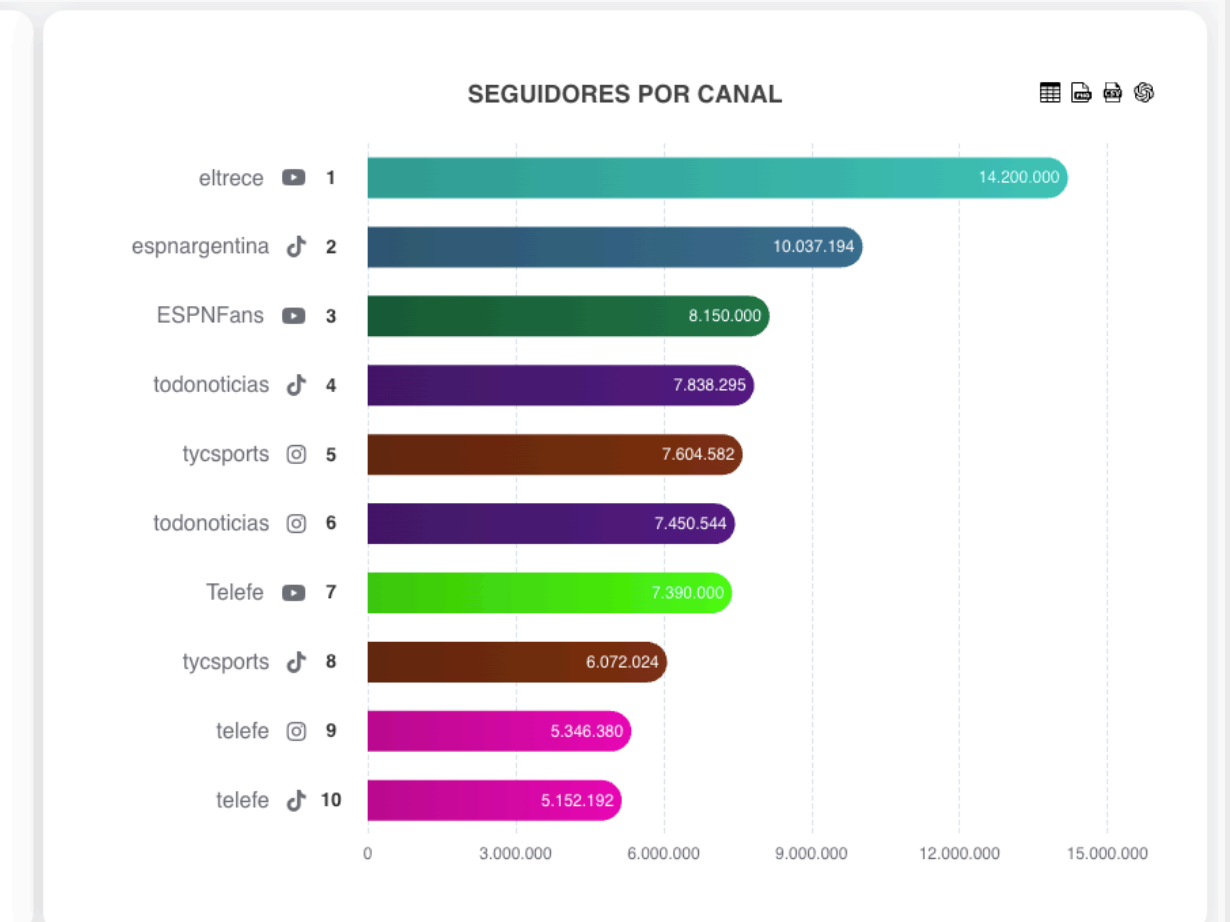 SEGUIDORES POR CANAL
PNG CSV
eltrece 1 14.200.000
espnargentina 2 10.037.194
ESPNFans 3 8.150.000
todonoticias 4 7.838.295
tycsports 5 7.604.582
todonoticias 6 7.450.544
Telefe 7 7.390.000
tycsports 8 6.072.024
telefe 9 5.346.380
telefe 10 5.152.192
0 3.000.000 6.000.000 9.000.000 12.000.000 15.000.000